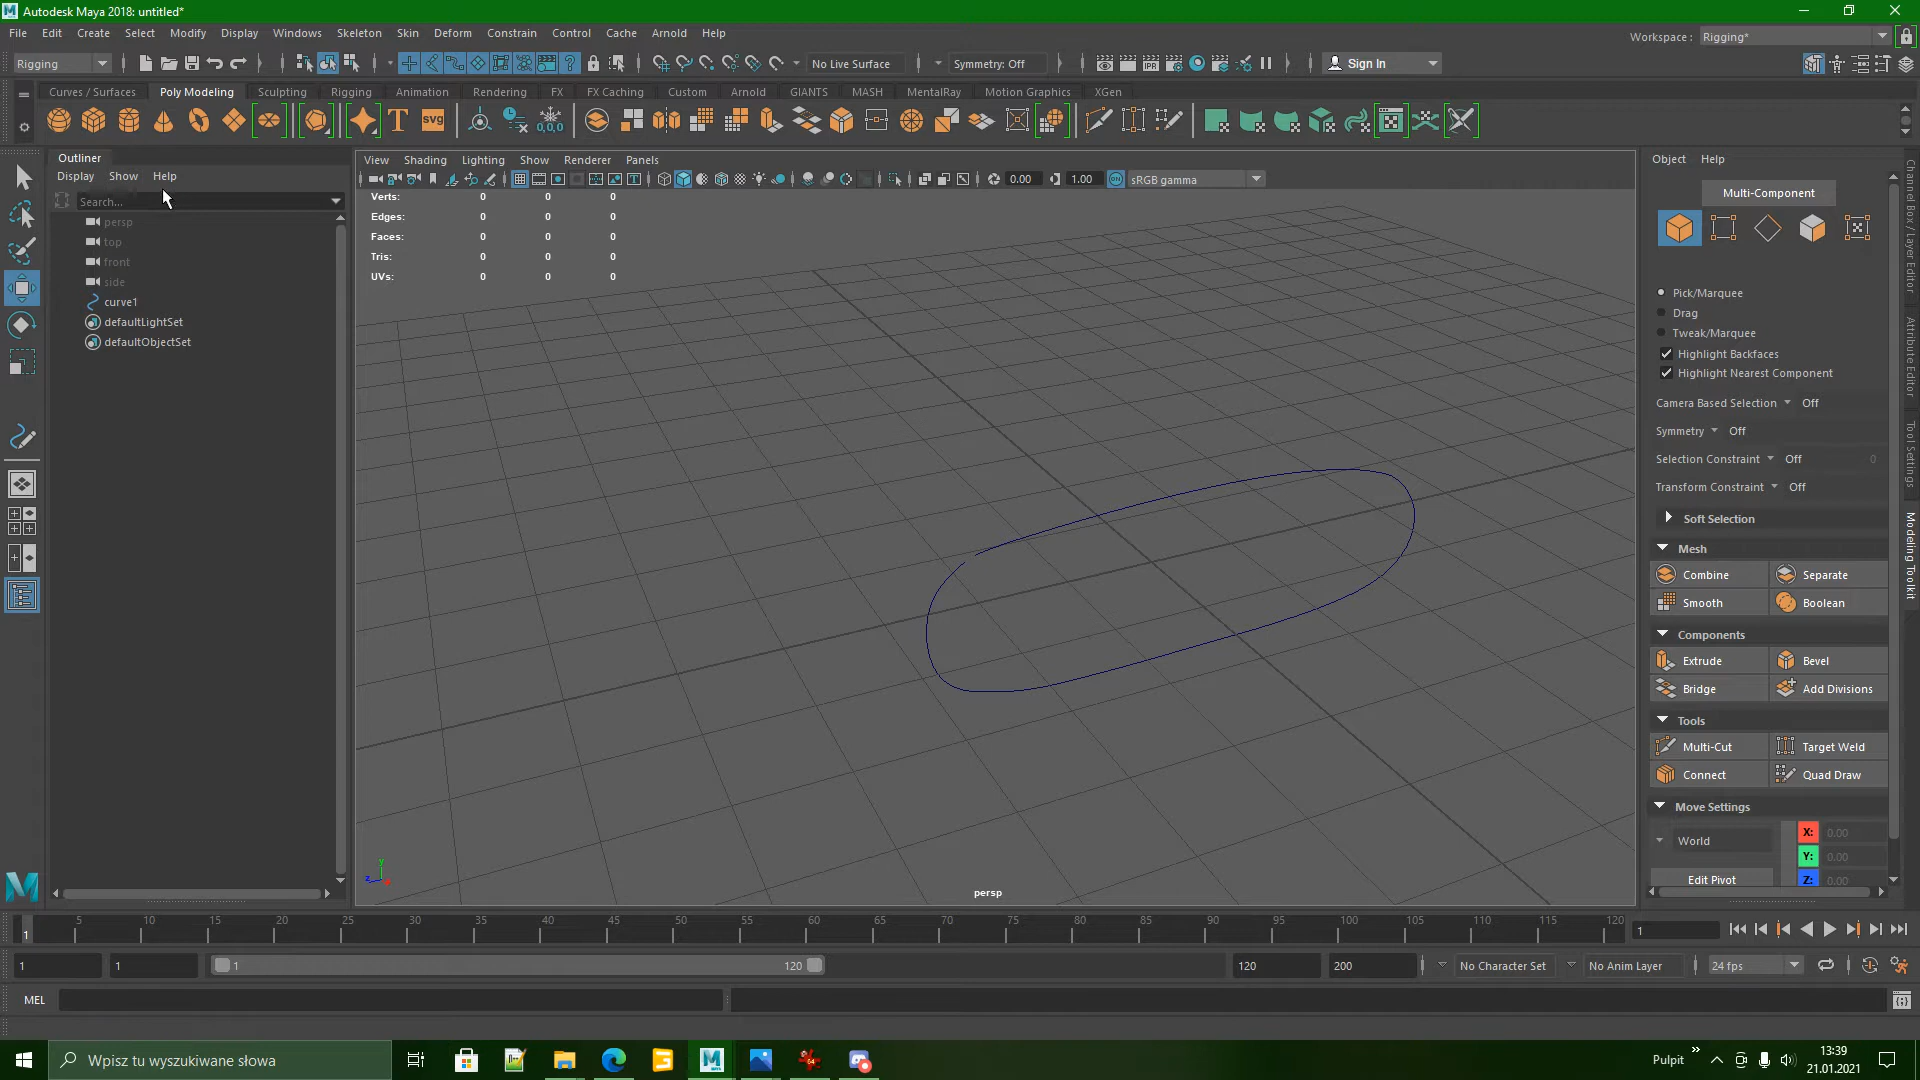 Autodesk Maya 2018: untitled*
File Edit Create Select Modify Display Windows Skeleton Skin Deform Constrain Control Cache Arnold Help
Workspace : Rigging*
Rigging No Live Surface Symmetry: Off Sign In
Curves / Surfaces Poly Modeling Sculpting Rigging Animation Rendering FX FX Caching Custom Arnold GIANTS MASH MentalRay Motion Graphics XGen
T SVG 0,0,0
Outliner
Display Show Help
Search...
persp
top
front
side
curve1
defaultLightSet
defaultObjectSet
View Shading Lighting Show Renderer Panels
0.00 1.00 sRGB gamma
Verts: 0 0 0
Edges: 0 0 0
Faces: 0 0 0
Tris: 0 0 0
UVs: 0 0 0
y
z
persp
Object Help
Multi-Component
Pick/Marquee
Drag
Tweak/Marquee
Highlight Backfaces
Highlight Nearest Component
Camera Based Selection Off
Symmetry Off
Selection Constraint Off 0
Transform Constraint Off
Soft Selection
Mesh
Combine Separate
Smooth Boolean
Components
Extrude Bevel
Bridge Add Divisions
Tools
Multi-Cut Target Weld
Connect Quad Draw
Move Settings
World X: 0.00
Y: 0.00
Edit Pivot Z: 0.00
Channel Box / Layer Editor
Attribute Editor
Tool Settings
Modeling Toolkit
5 10 15 20 25 30 35 40 45 50 55 60 65 70 75 80 85 90 95 100 105 110 115 120
1 1
1 1 1 120 120 200 No Character Set No Anim Layer 24 fps
MEL
Wpisz tu wyszukiwane słowa
Pulpit » 13:39
21.01.2021